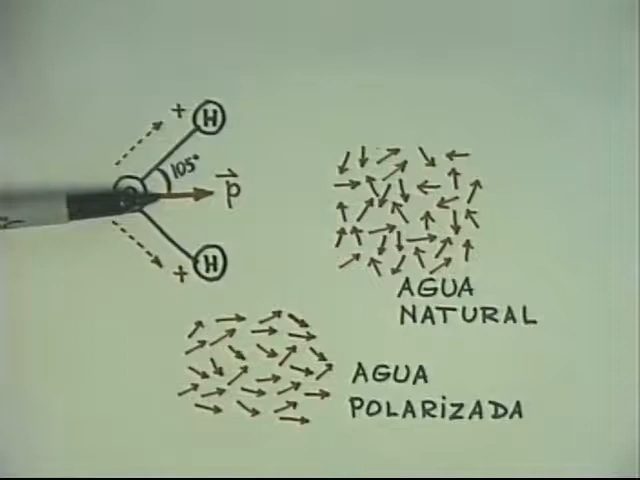 +
H
105°
p
+
H
AGUA
NATURAL
AGUA
POLARIZADA